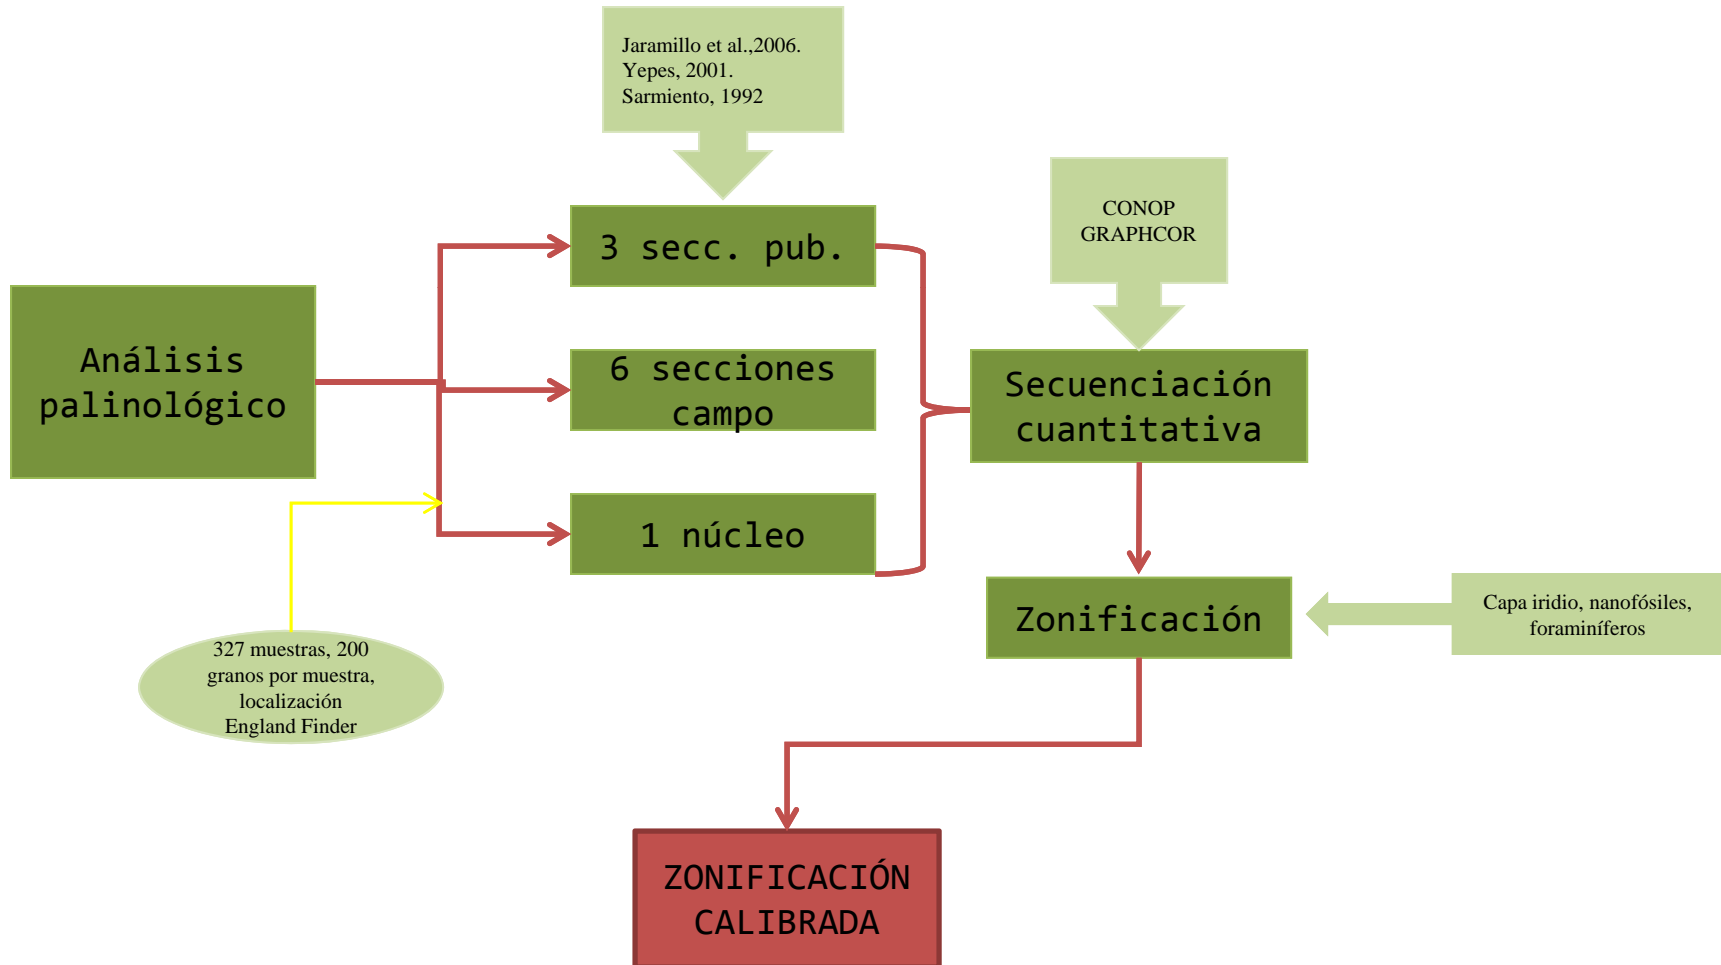 Jaramillo et al.,2006.
Yepes, 2001.
Sarmiento, 1992
CONOP
GRAPHCOR
3 secc. pub.
Análisis
palinológico
6 secciones
campo
Secuenciación
cuantitativa
1 núcleo
Zonificación
Capa iridio, nanofósiles,
foraminíferos
327 muestras, 200
granos por muestra,
localización
England Finder
ZONIFICACIÓN
CALIBRADA